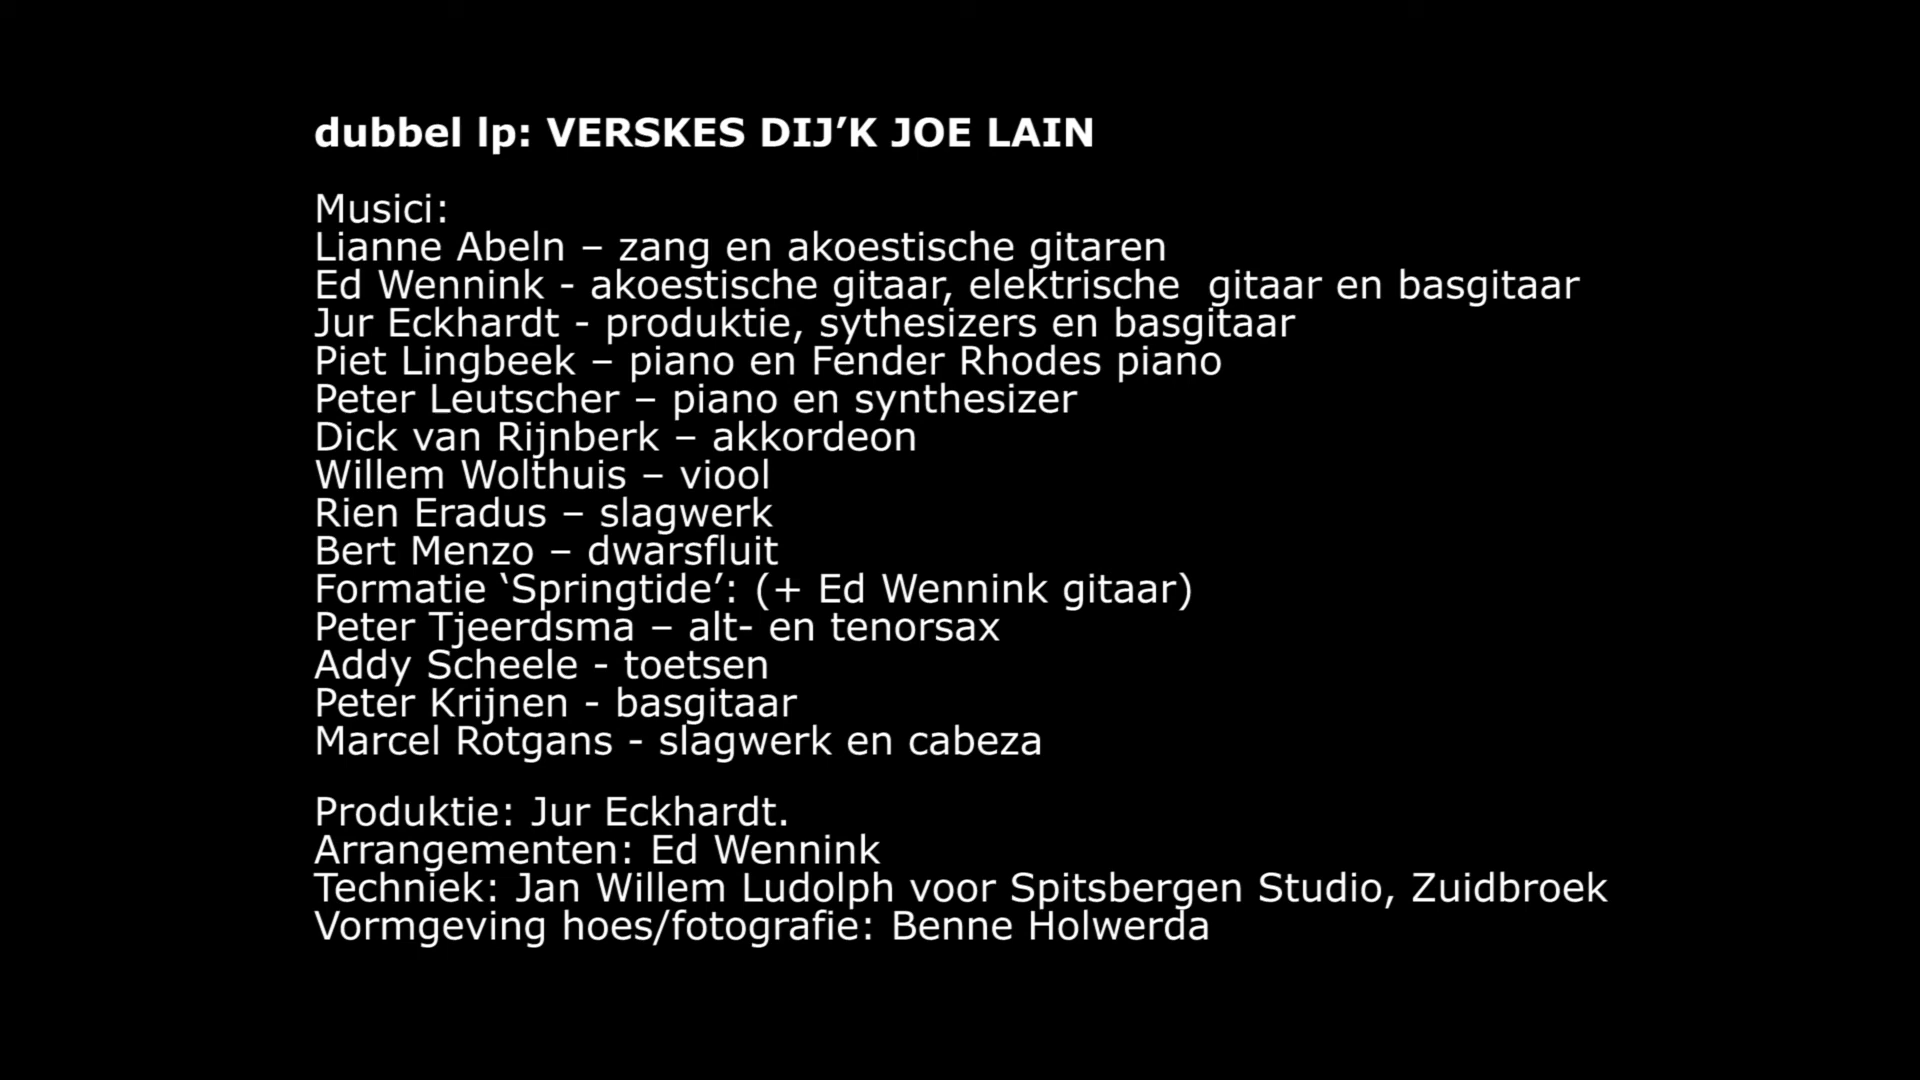 dubbel lp: VERSKES DIJ’K JOE LAIN
Musici:
Lianne Abeln – zang en akoestische gitaren
Ed Wennink - akoestische gitaar, elektrische  gitaar en basgitaar
Jur Eckhardt - produktie, sythesizers en basgitaar
Piet Lingbeek – piano en Fender Rhodes piano
Peter Leutscher – piano en synthesizer
Dick van Rijnberk – akkordeon
Willem Wolthuis – viool
Rien Eradus – slagwerk
Bert Menzo – dwarsfluit
Formatie ‘Springtide’: (+ Ed Wennink gitaar)
Peter Tjeerdsma – alt- en tenorsax
Addy Scheele - toetsen
Peter Krijnen - basgitaar
Marcel Rotgans - slagwerk en cabeza
Produktie: Jur Eckhardt.
Arrangementen: Ed Wennink
Techniek: Jan Willem Ludolph voor Spitsbergen Studio, Zuidbroek
Vormgeving hoes/fotografie: Benne Holwerda